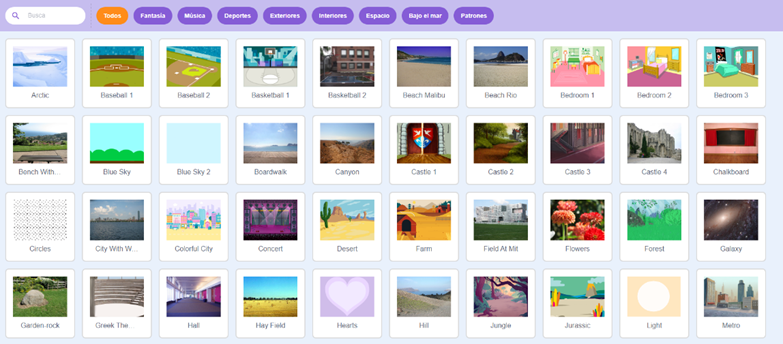 Busca
Todos Fantasía Música Deportes Exteriores Interiores Espacio Bajo el mar Patrones
Arctic Baseball 1 Baseball 2 Basketball 1 Basketball 2 Beach Malibu Beach Rio Bedroom 1 Bedroom 2 Bedroom 3
Bench With... Blue Sky Blue Sky 2 Boardwalk Canyon Castle 1 Castle 2 Castle 3 Castle 4 Chalkboard
Circles City With W... Colorful City Concert Desert Farm Field At Mit Flowers Forest Galaxy
Garden-rock Greek The... Hall Hay Field Hearts Hill Jungle Jurassic Light Metro